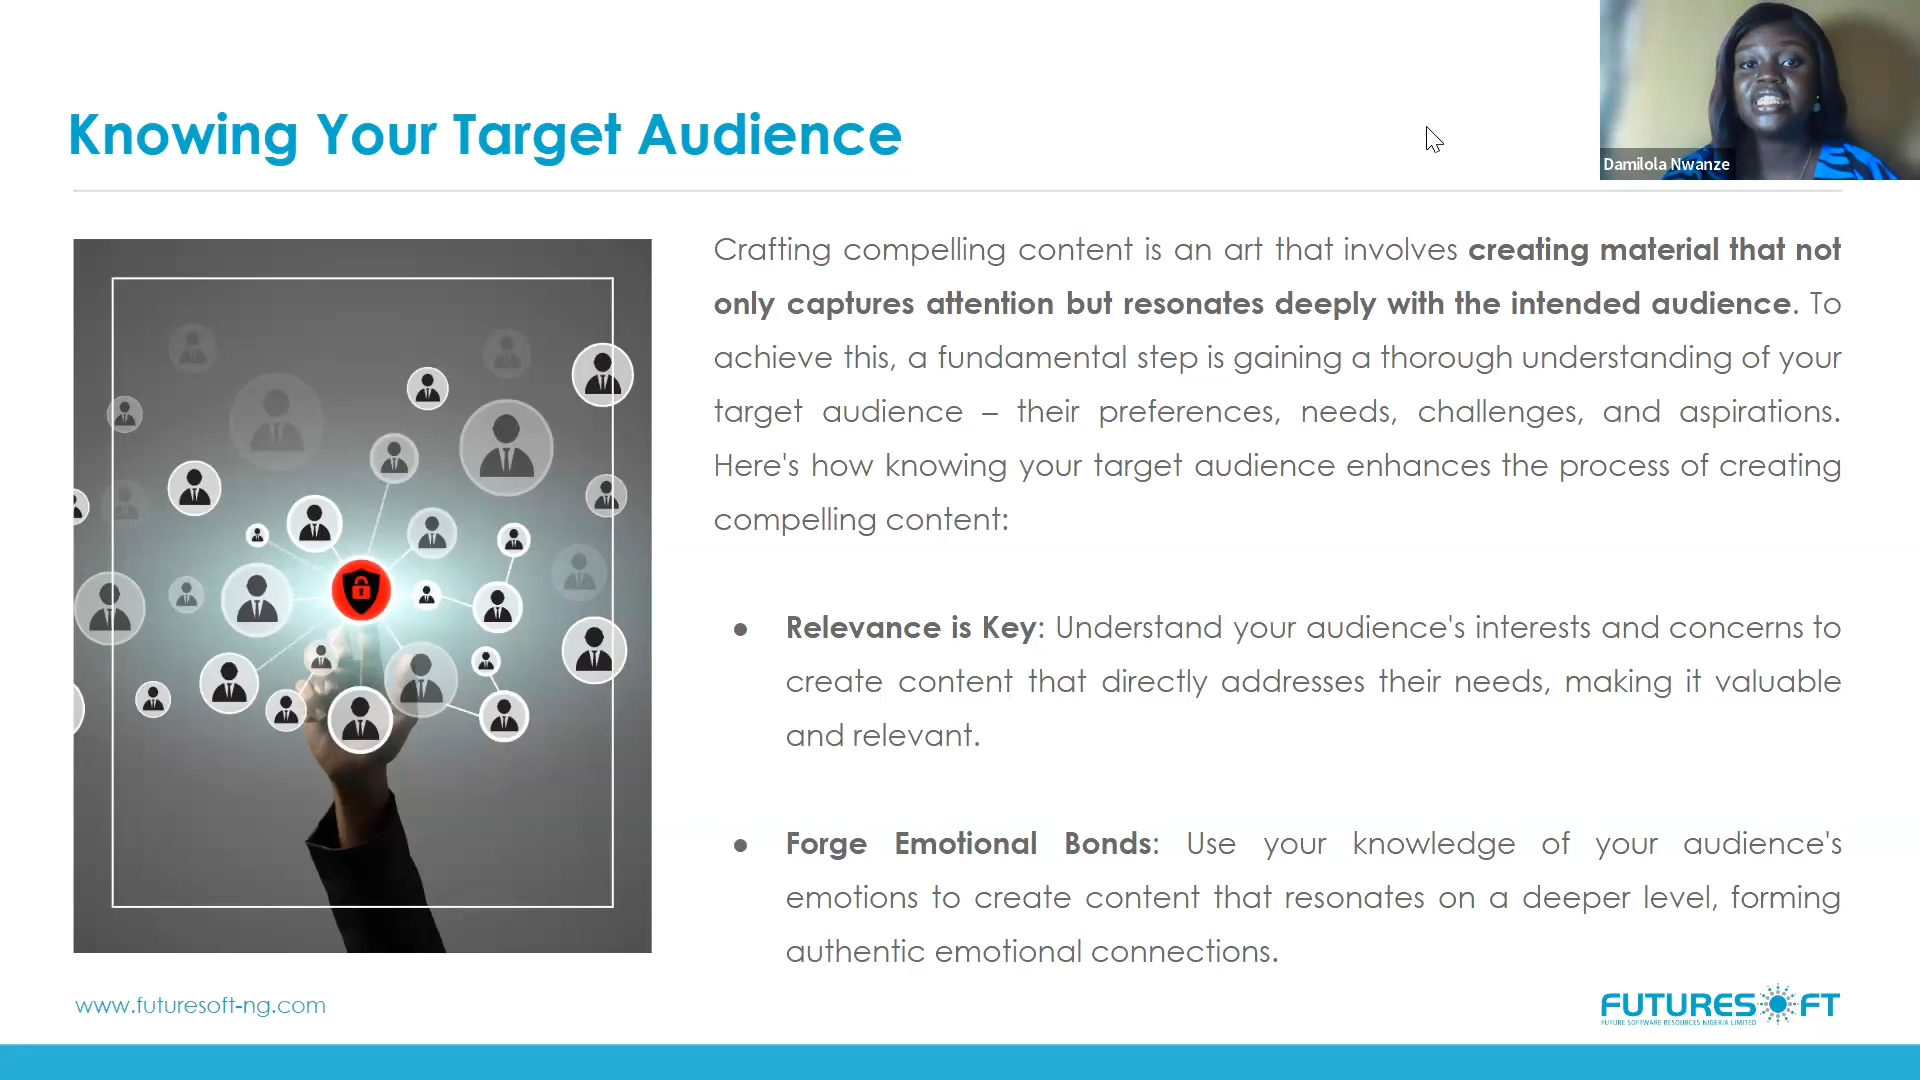 Knowing Your Target Audience
Damilola Nwanze
Crafting compelling content is an art that involves creating material that not
only captures attention but resonates deeply with the intended audience. To
achieve this, a fundamental step is gaining a thorough understanding of your
target audience – their preferences, needs, challenges, and aspirations.
Here's how knowing your target audience enhances the process of creating
compelling content:
● Relevance is Key: Understand your audience's interests and concerns to
create content that directly addresses their needs, making it valuable
and relevant.
● Forge Emotional Bonds: Use your knowledge of your audience's
emotions to create content that resonates on a deeper level, forming
authentic emotional connections.
www.futuresoft-ng.com
FUTURESOFT
FUTURE SOFTWARE RESOURCES NIGERIA LIMITED